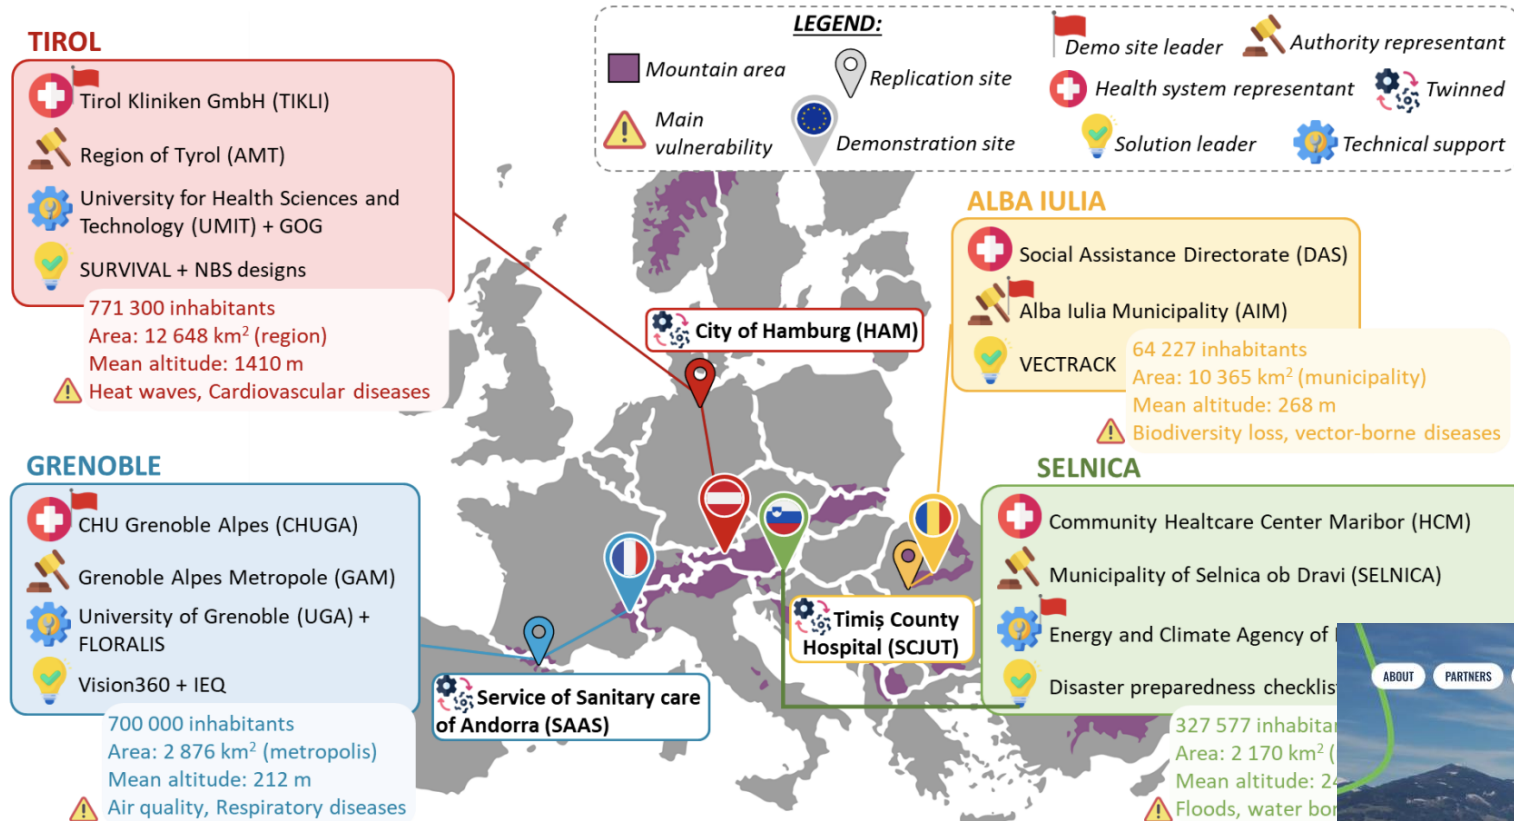 LEGEND:
Mountain area
Replication site
Main
vulnerability
Demonstration site
Demo site leader
Authority representant
Health system representant
Twinned
Solution leader
Technical support
TIROL
Tirol Kliniken GmbH (TIKLI)
Region of Tyrol (AMT)
University for Health Sciences and
Technology (UMIT) + GOG
SURVIVAL + NBS designs
771 300 inhabitants
Area: 12 648 km² (region)
Mean altitude: 1410 m
Heat waves, Cardiovascular diseases
ALBA IULIA
Social Assistance Directorate (DAS)
Alba Iulia Municipality (AIM)
VECTRACK
64 227 inhabitants
Area: 10 365 km² (municipality)
Mean altitude: 268 m
Biodiversity loss, vector-borne diseases
City of Hamburg (HAM)
GRENOBLE
CHU Grenoble Alpes (CHUGA)
Grenoble Alpes Metropole (GAM)
University of Grenoble (UGA) +
FLORALIS
Vision360 + IEQ
700 000 inhabitants
Area: 2 876 km² (metropolis)
Mean altitude: 212 m
Air quality, Respiratory diseases
Service of Sanitary care
of Andorra (SAAS)
Timiș County
Hospital (SCJUT)
SELNICA
Community Healtcare Center Maribor (HCM)
Municipality of Selnica ob Dravi (SELNICA)
Energy and Climate Agency of
Disaster preparedness checklist
327 577
Area: 2 170 km²
Mean altitude:
Floods, water
ABOUT
PARTNERS